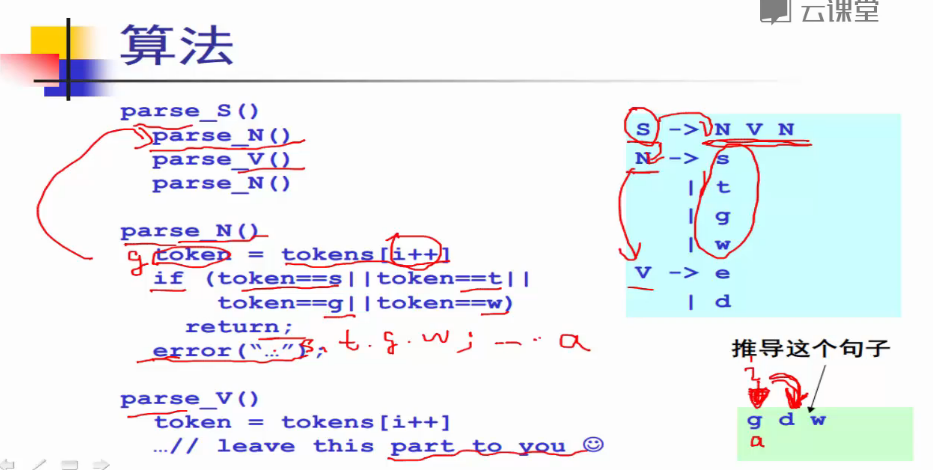 云课堂
算法
parse_S()
parse_N()
parse_V()
parse_N()
parse_N()
g token = tokens[i++]
if (token==s||token==t||
token==g||token==w)
return;
error("…");
s, t. g. w ; —·· a
parse_V()
token = tokens[i++]
…// leave this part to you ☺
S -> N V N
N -> s
| t
| g
| w
V -> e
| d
推导这个句子
g d w
a